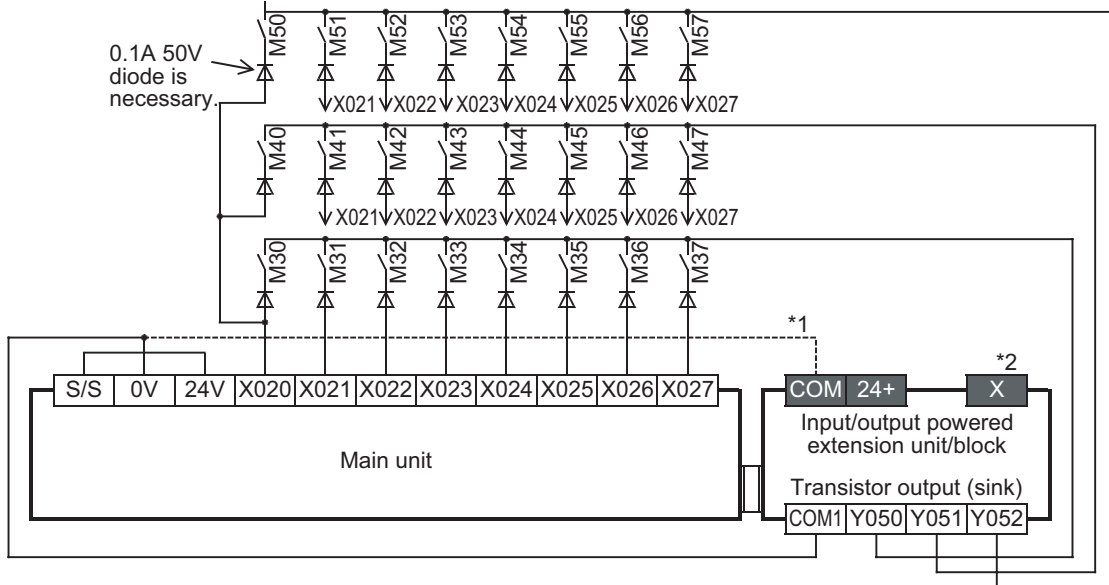 M50 M51 M52 M53 M54 M55 M56 M57
0.1A 50V
diode is
necessary.
X021 X022 X023 X024 X025 X026 X027
M40 M41 M42 M43 M44 M45 M46 M47
X021 X022 X023 X024 X025 X026 X027
M30 M31 M32 M33 M34 M35 M36 M37
*1
*2
S/S 0V 24V X020 X021 X022 X023 X024 X025 X026 X027
COM 24+ X
Main unit
Input/output powered
extension unit/block
Transistor output (sink)
COM1 Y050 Y051 Y052